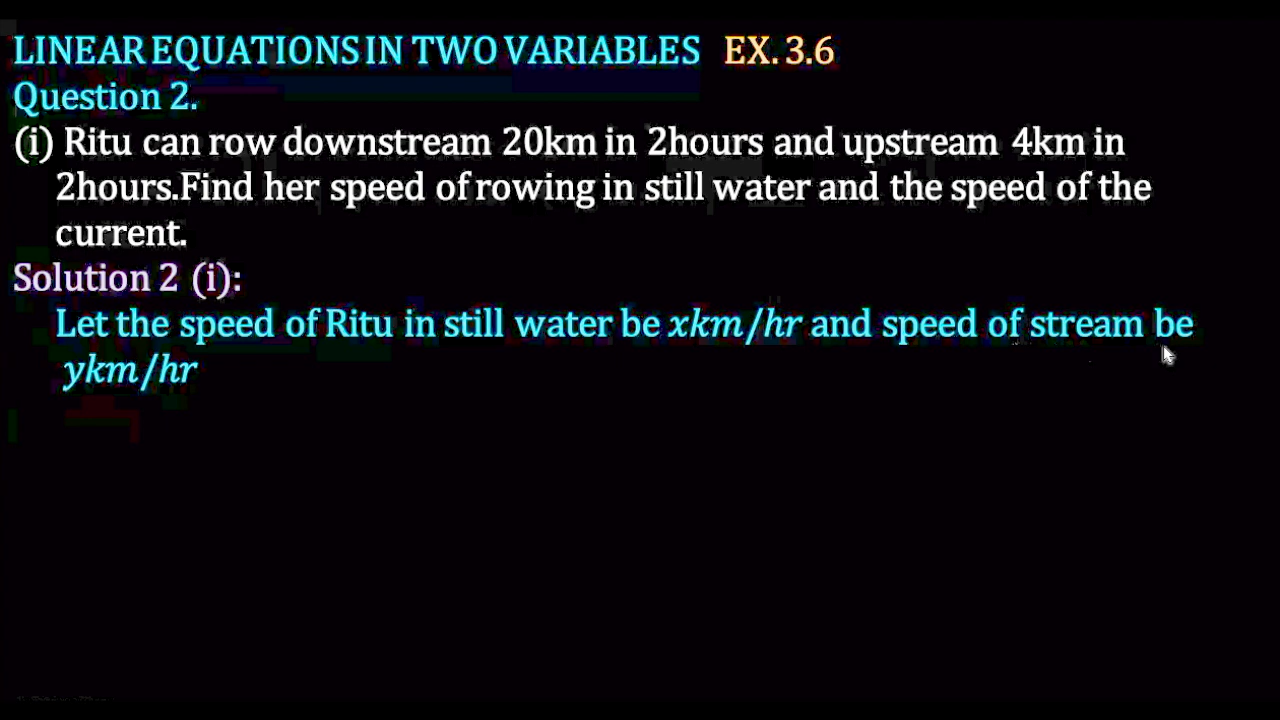 LINEAR EQUATIONS IN TWO VARIABLES EX. 3.6
Question 2.
(i) Ritu can row downstream 20km in 2hours and upstream 4km in
2hours.Find her speed of rowing in still water and the speed of the
current.
Solution 2 (i):
Let the speed of Ritu in still water be xkm/hr and speed of stream be
ykm/hr